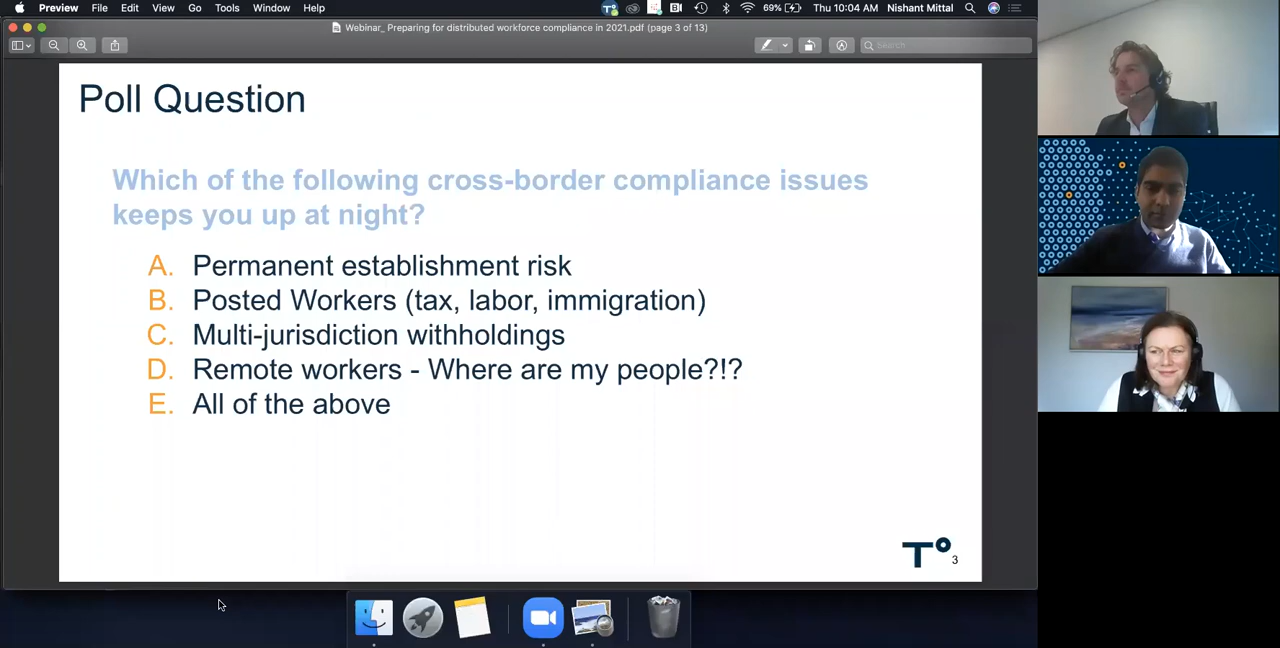 Preview File Edit View Go Tools Window Help
69% Thu 10:04 AM Nishant Mittal
Webinar_ Preparing for distributed workforce compliance in 2021.pdf (page 3 of 13)
Search
Poll Question
Which of the following cross-border compliance issues
keeps you up at night?
A. Permanent establishment risk
B. Posted Workers (tax, labor, immigration)
C. Multi-jurisdiction withholdings
D. Remote workers - Where are my people?!?
E. All of the above
T°
3